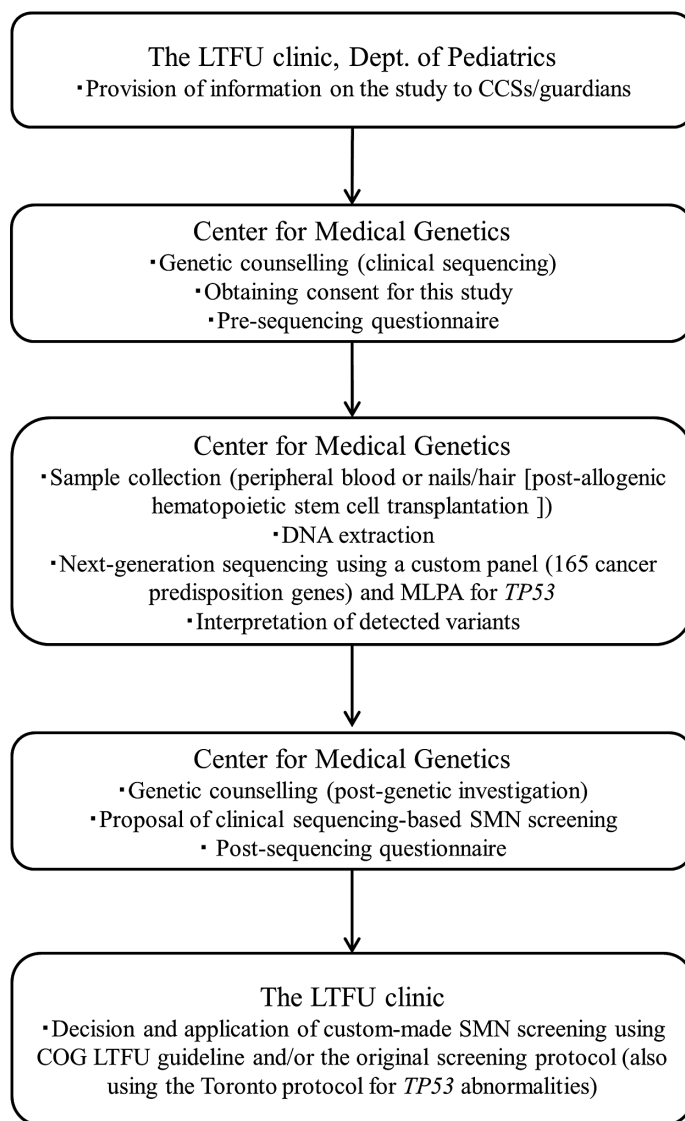 The LTFU clinic, Dept. of Pediatrics
・Provision of information on the study to CCSs/guardians
Center for Medical Genetics
・Genetic counselling (clinical sequencing)
・Obtaining consent for this study
・Pre-sequencing questionnaire
Center for Medical Genetics
・Sample collection (peripheral blood or nails/hair [post-allogenic
hematopoietic stem cell transplantation ])
・DNA extraction
・Next-generation sequencing using a custom panel (165 cancer
predisposition genes) and MLPA for TP53
・Interpretation of detected variants
Center for Medical Genetics
・Genetic counselling (post-genetic investigation)
・Proposal of clinical sequencing-based SMN screening
・ Post-sequencing questionnaire
The LTFU clinic
・Decision and application of custom-made SMN screening using
COG LTFU guideline and/or the original screening protocol (also
using the Toronto protocol for TP53 abnormalities)